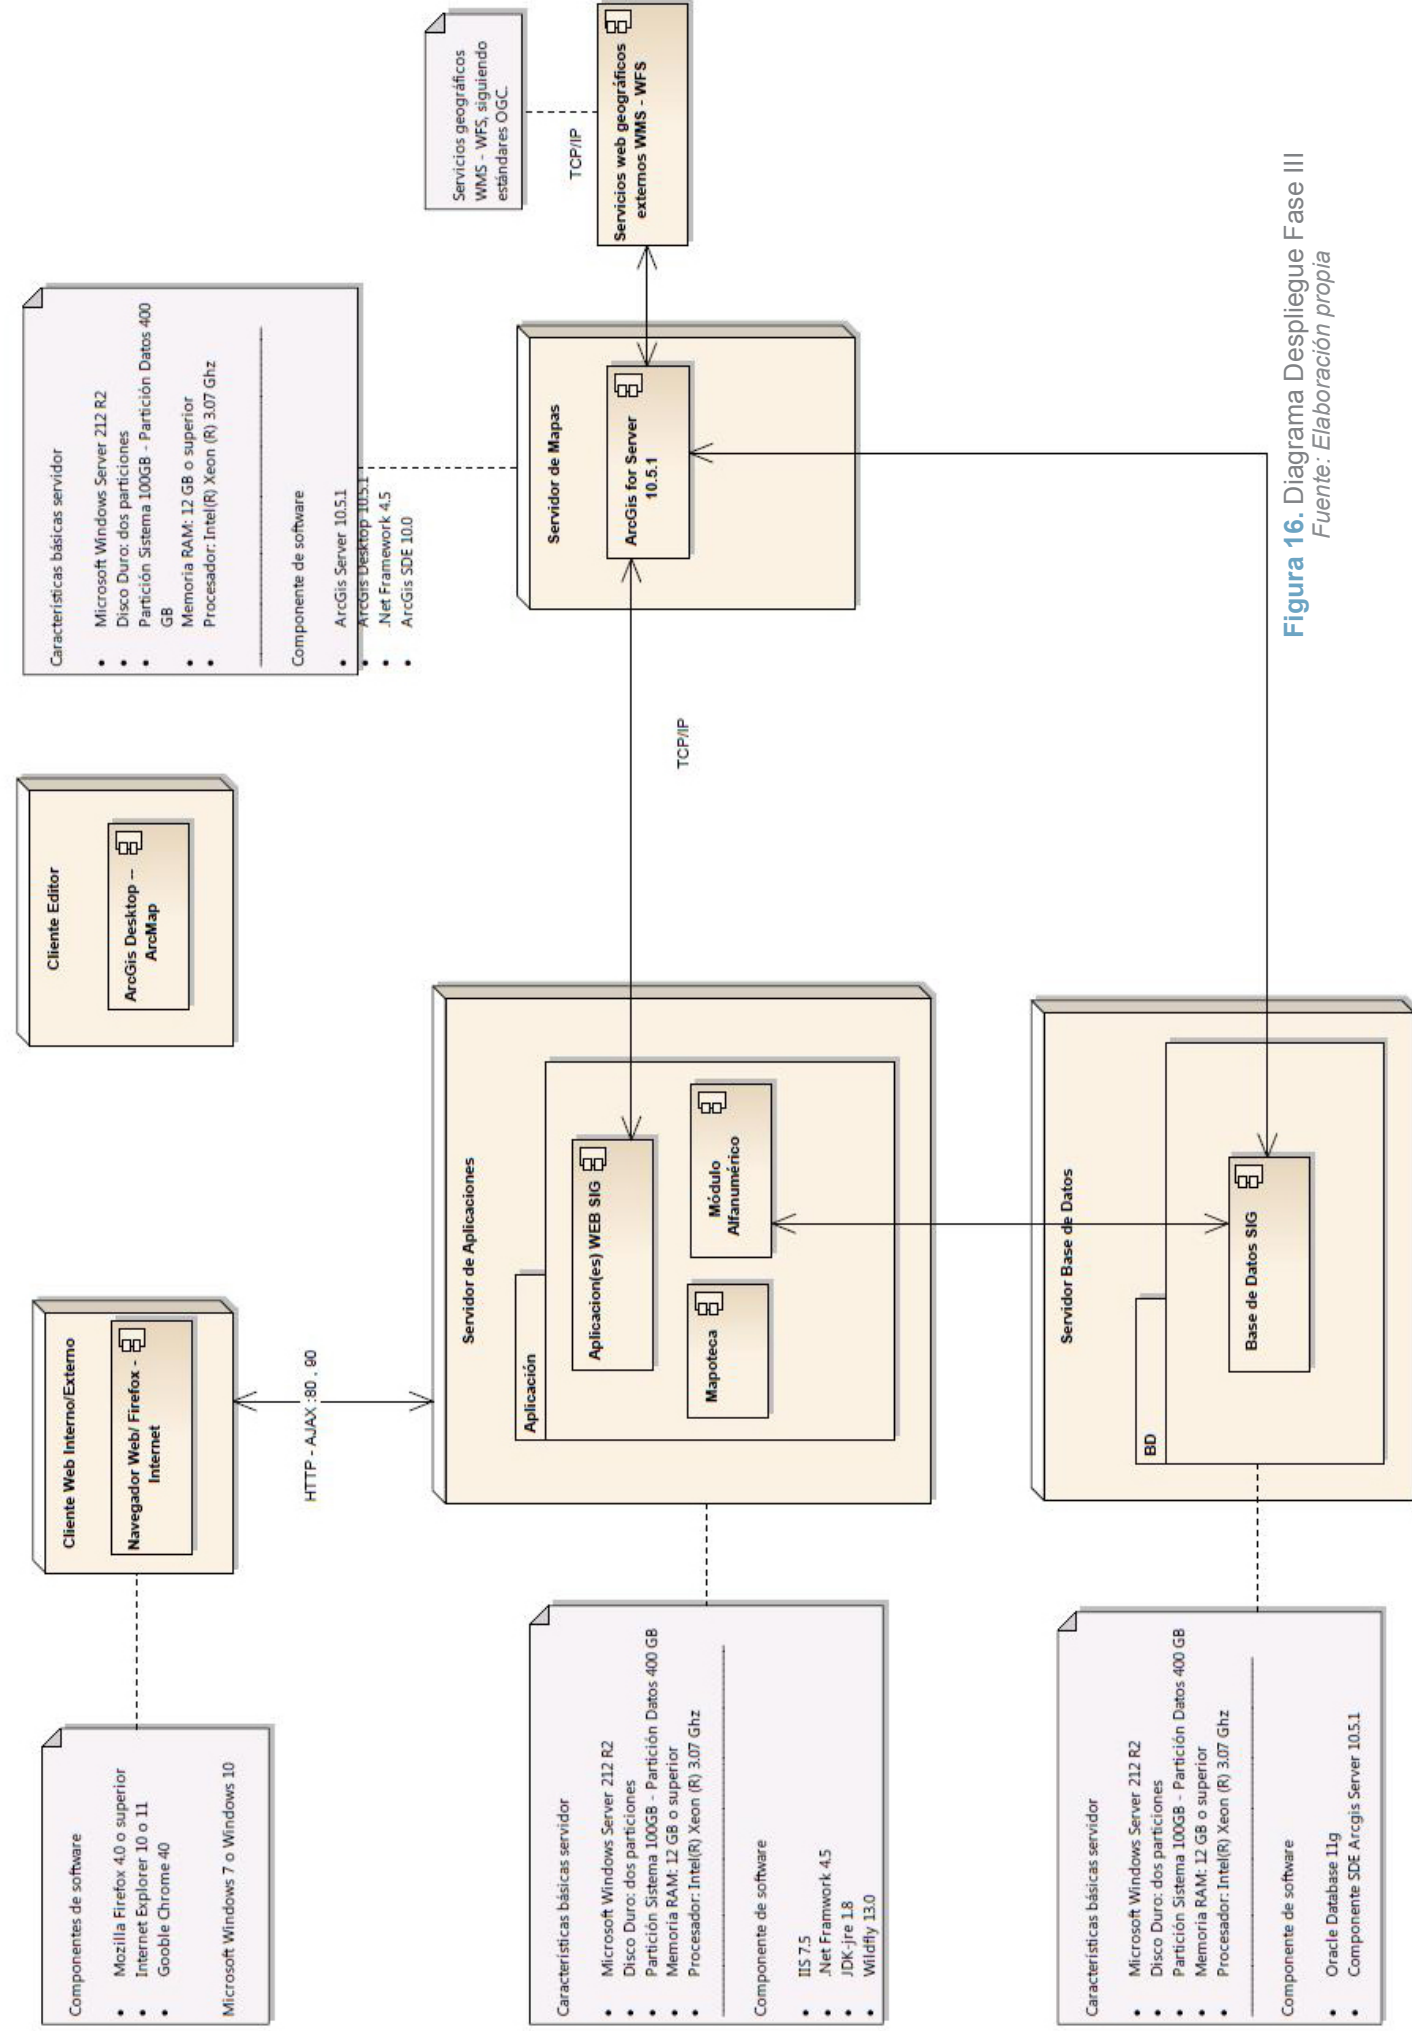 Componentes de software
• Mozilla Firefox 4.0 o superior
• Internet Explorer 10 o 11
• Gooble Chrome 40
Microsoft Windows 7 o Windows 10
Cliente Web Interno/Externo
Navegador Web/ Firefox -
Internet
HTTP - AJAX :80 , 90
Cliente Editor
ArcGis Desktop --
ArcMap
Características básicas servidor
• Microsoft Windows Server 212 R2
• Disco Duro: dos particiones
• Partición Sistema 100GB - Partición Datos 400
GB
• Memoria RAM: 12 GB o superior
• Procesador: Intel(R) Xeon (R) 3.07 Ghz
Componente de software
• ArcGis Server 10.5.1
• ArcGis Desktop 10.5.1
• .Net Framework 4.5
• ArcGis SDE 10.0
Servicios geográficos
WMS - WFS, siguiendo
estándares OGC.
TCP/IP
Servicios web geográficos
externos WMS - WFS
Servidor de Mapas
ArcGis for Server
10.5.1
TCP/IP
Características básicas servidor
• Microsoft Windows Server 212 R2
• Disco Duro: dos particiones
• Partición Sistema 100GB - Partición Datos 400 GB
• Memoria RAM: 12 GB o superior
• Procesador: Intel(R) Xeon (R) 3.07 Ghz
Componente de software
• IIS 7.5
• .Net Framwork 4.5
• JDK-jre 1.8
• Wildfly 13.0
Servidor de Aplicaciones
Aplicación
Aplicacion(es) WEB SIG
Mapoteca
Módulo
Alfanumérico
Características básicas servidor
• Microsoft Windows Server 212 R2
• Disco Duro: dos particiones
• Partición Sistema 100GB - Partición Datos 400 GB
• Memoria RAM: 12 GB o superior
• Procesador: Intel(R) Xeon (R) 3.07 Ghz
Componente de software
• Oracle Database 11g
• Componente SDE Arcgis Server 10.5.1
Servidor Base de Datos
BD
Base de Datos SIG
Figura 16. Diagrama Despliegue Fase III
Fuente: Elaboración propia